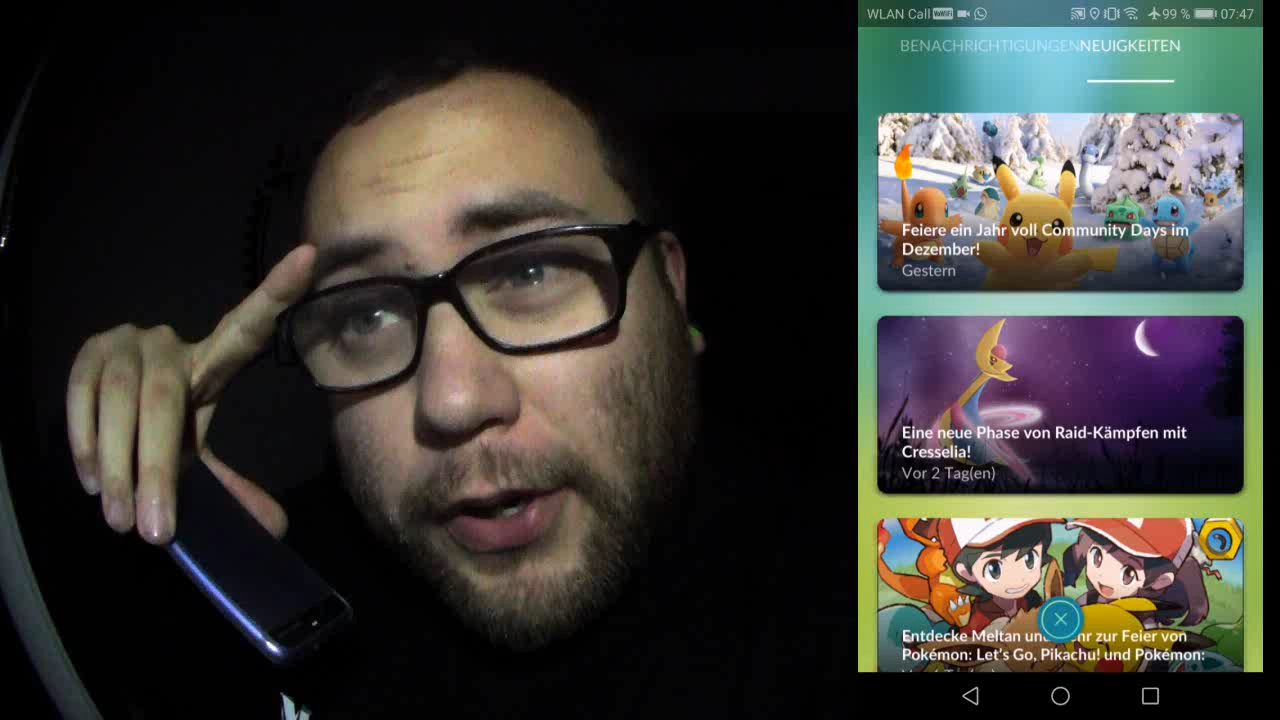 WLAN Call VoWiFi 99 % 07:47
BENACHRICHTIGUNGEN NEUIGKEITEN
Feiere ein Jahr voll Community Days im
Dezember!
Gestern
Eine neue Phase von Raid-Kämpfen mit
Cresselia!
Vor 2 Tag(en)
Entdecke Meltan und zur Feier von
Pokémon: Let's Go, Pikachu! und Pokémon: